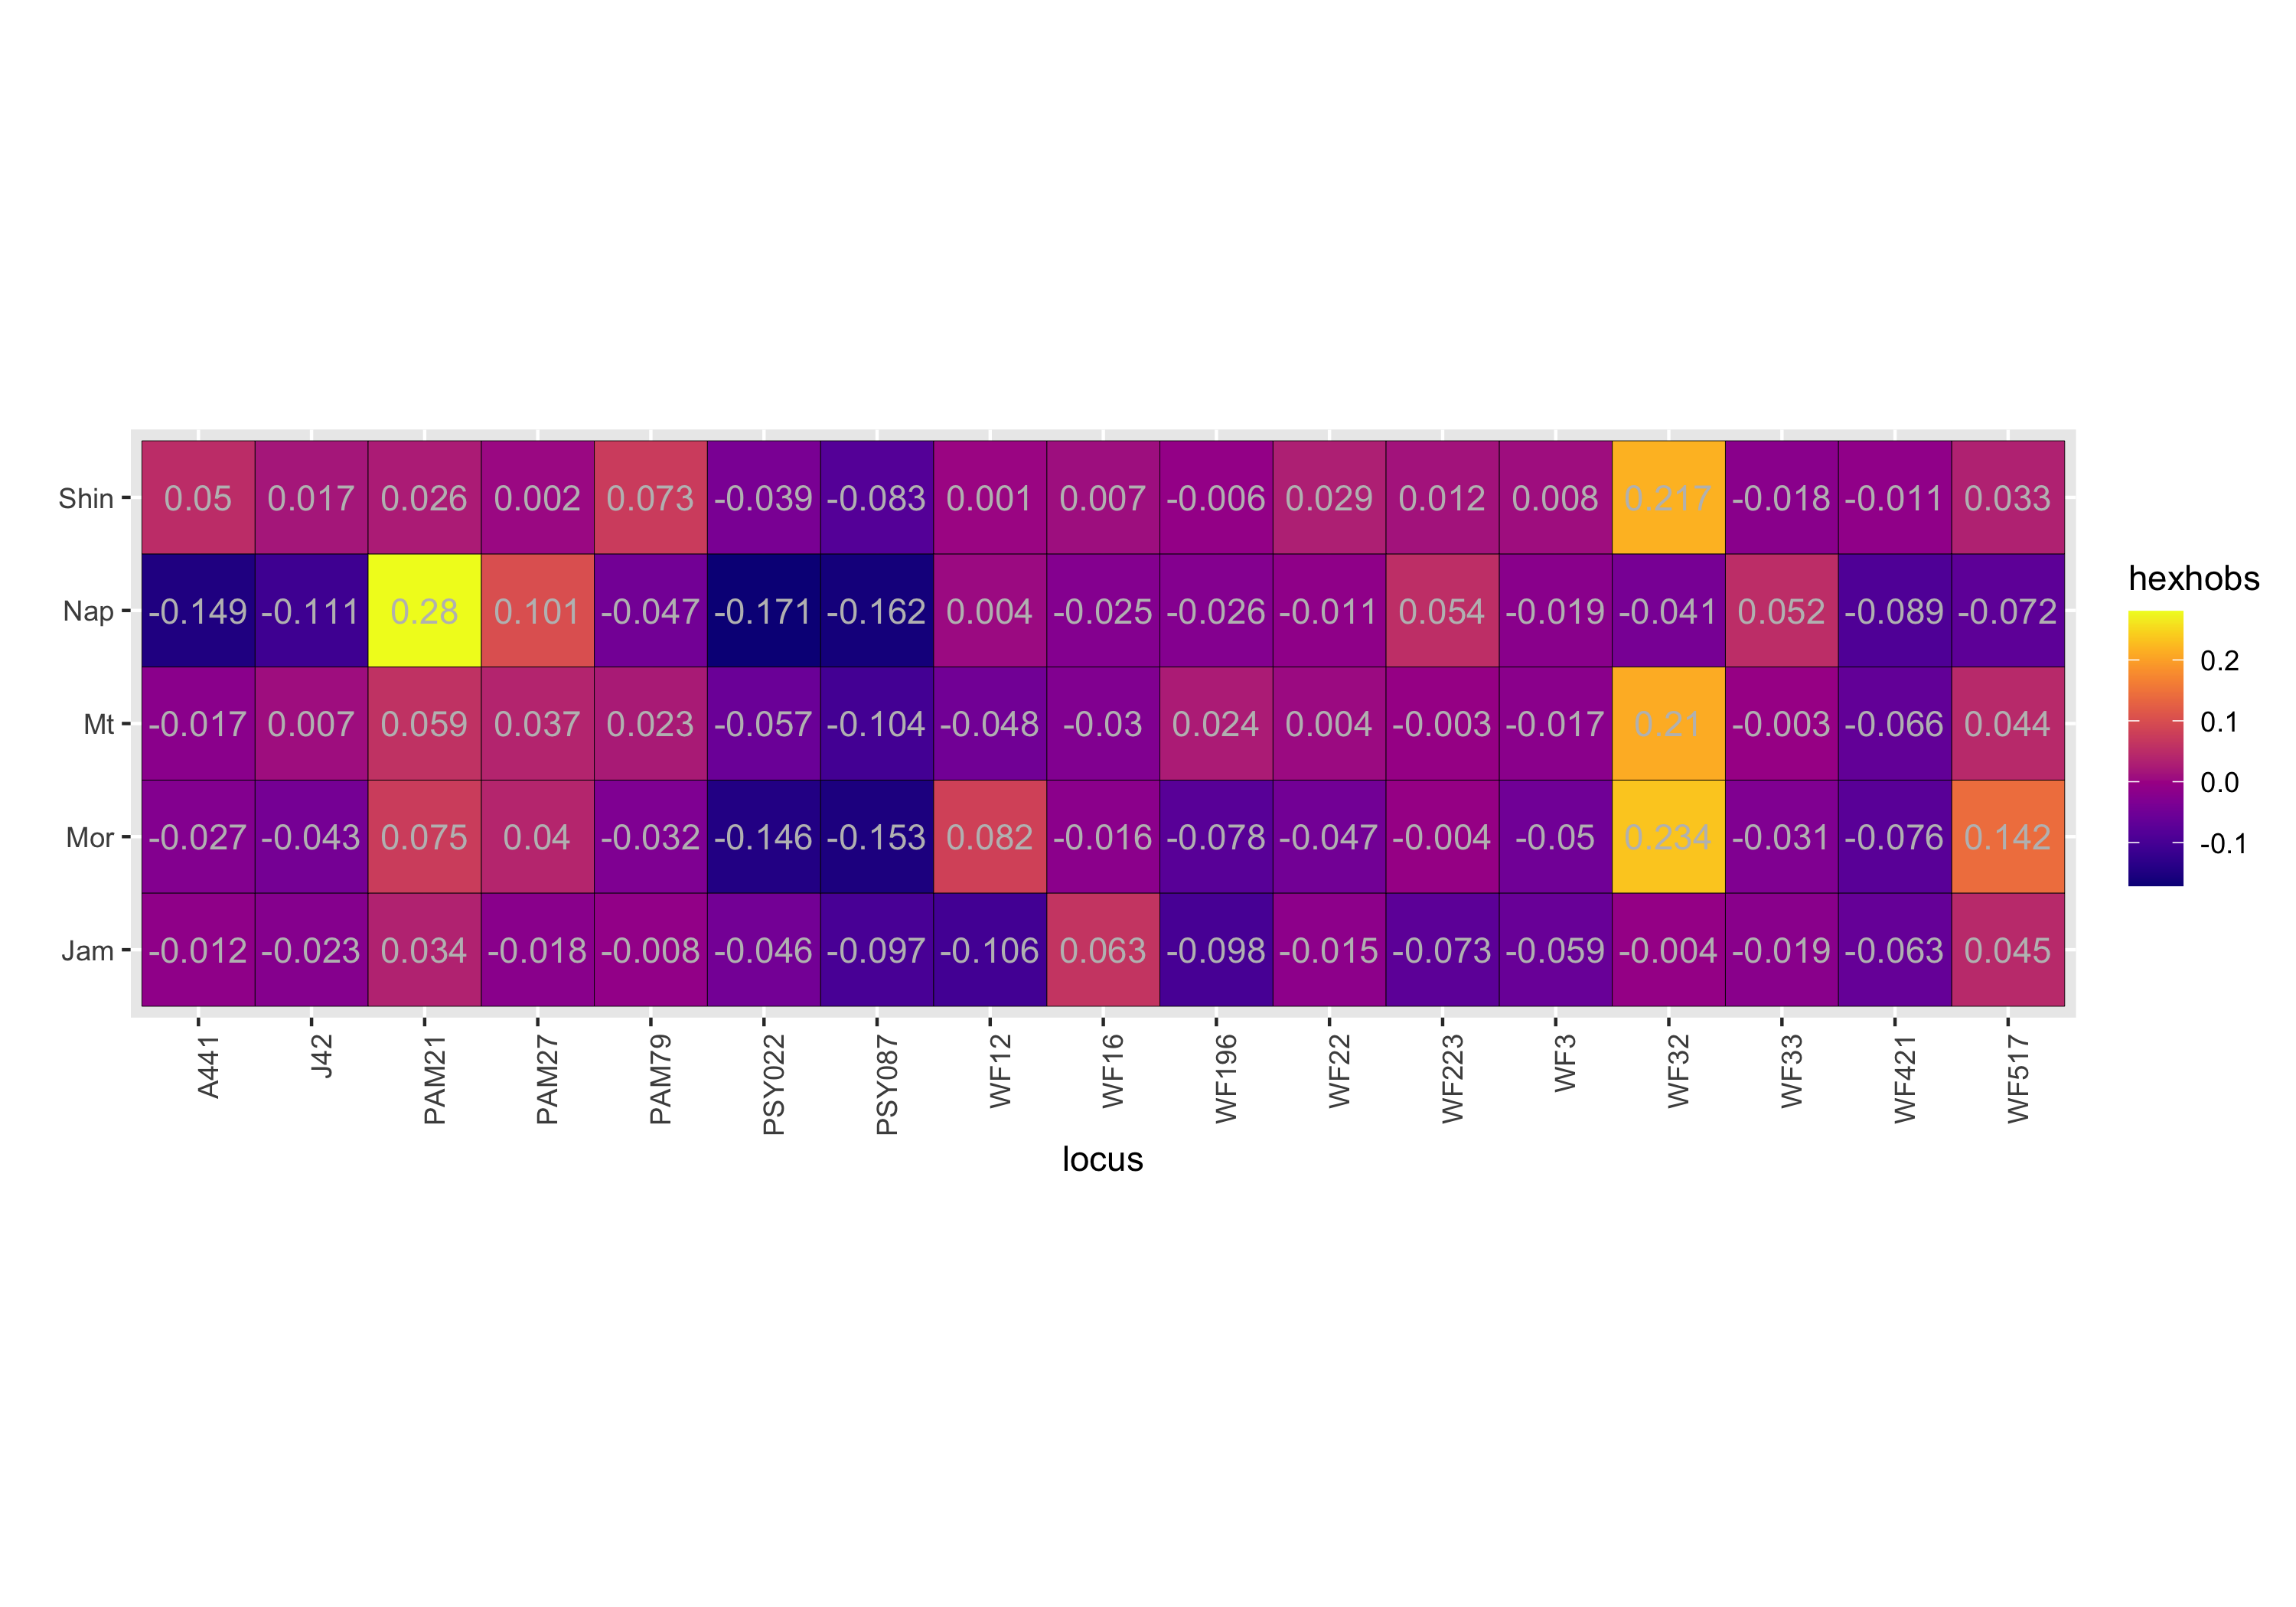 Shin 0.05 0.017 0.026 0.002 0.073 -0.039 -0.083 0.001 0.007 -0.006 0.029 0.012 0.008 0.217 -0.018 -0.011 0.033
Nap -0.149 -0.111 0.28 0.101 -0.047 -0.171 -0.162 0.004 -0.025 -0.026 -0.011 0.054 -0.019 -0.041 0.052 -0.089 -0.072
Mt -0.017 0.007 0.059 0.037 0.023 -0.057 -0.104 -0.048 -0.03 0.024 0.004 -0.003 -0.017 0.21 -0.003 -0.066 0.044
Mor -0.027 -0.043 0.075 0.04 -0.032 -0.146 -0.153 0.082 -0.016 -0.078 -0.047 -0.004 -0.05 0.234 -0.031 -0.076 0.142
Jam -0.012 -0.023 0.034 -0.018 -0.008 -0.046 -0.097 -0.106 0.063 -0.098 -0.015 -0.073 -0.059 -0.004 -0.019 -0.063 0.045
A441 J42 PAM21 PAM27 PAM79 PSY022 PSY087 WF12 WF16 WF196 WF22 WF223 WF3 WF32 WF33 WF421 WF517
locus
hexhobs
0.2
0.1
0.0
-0.1